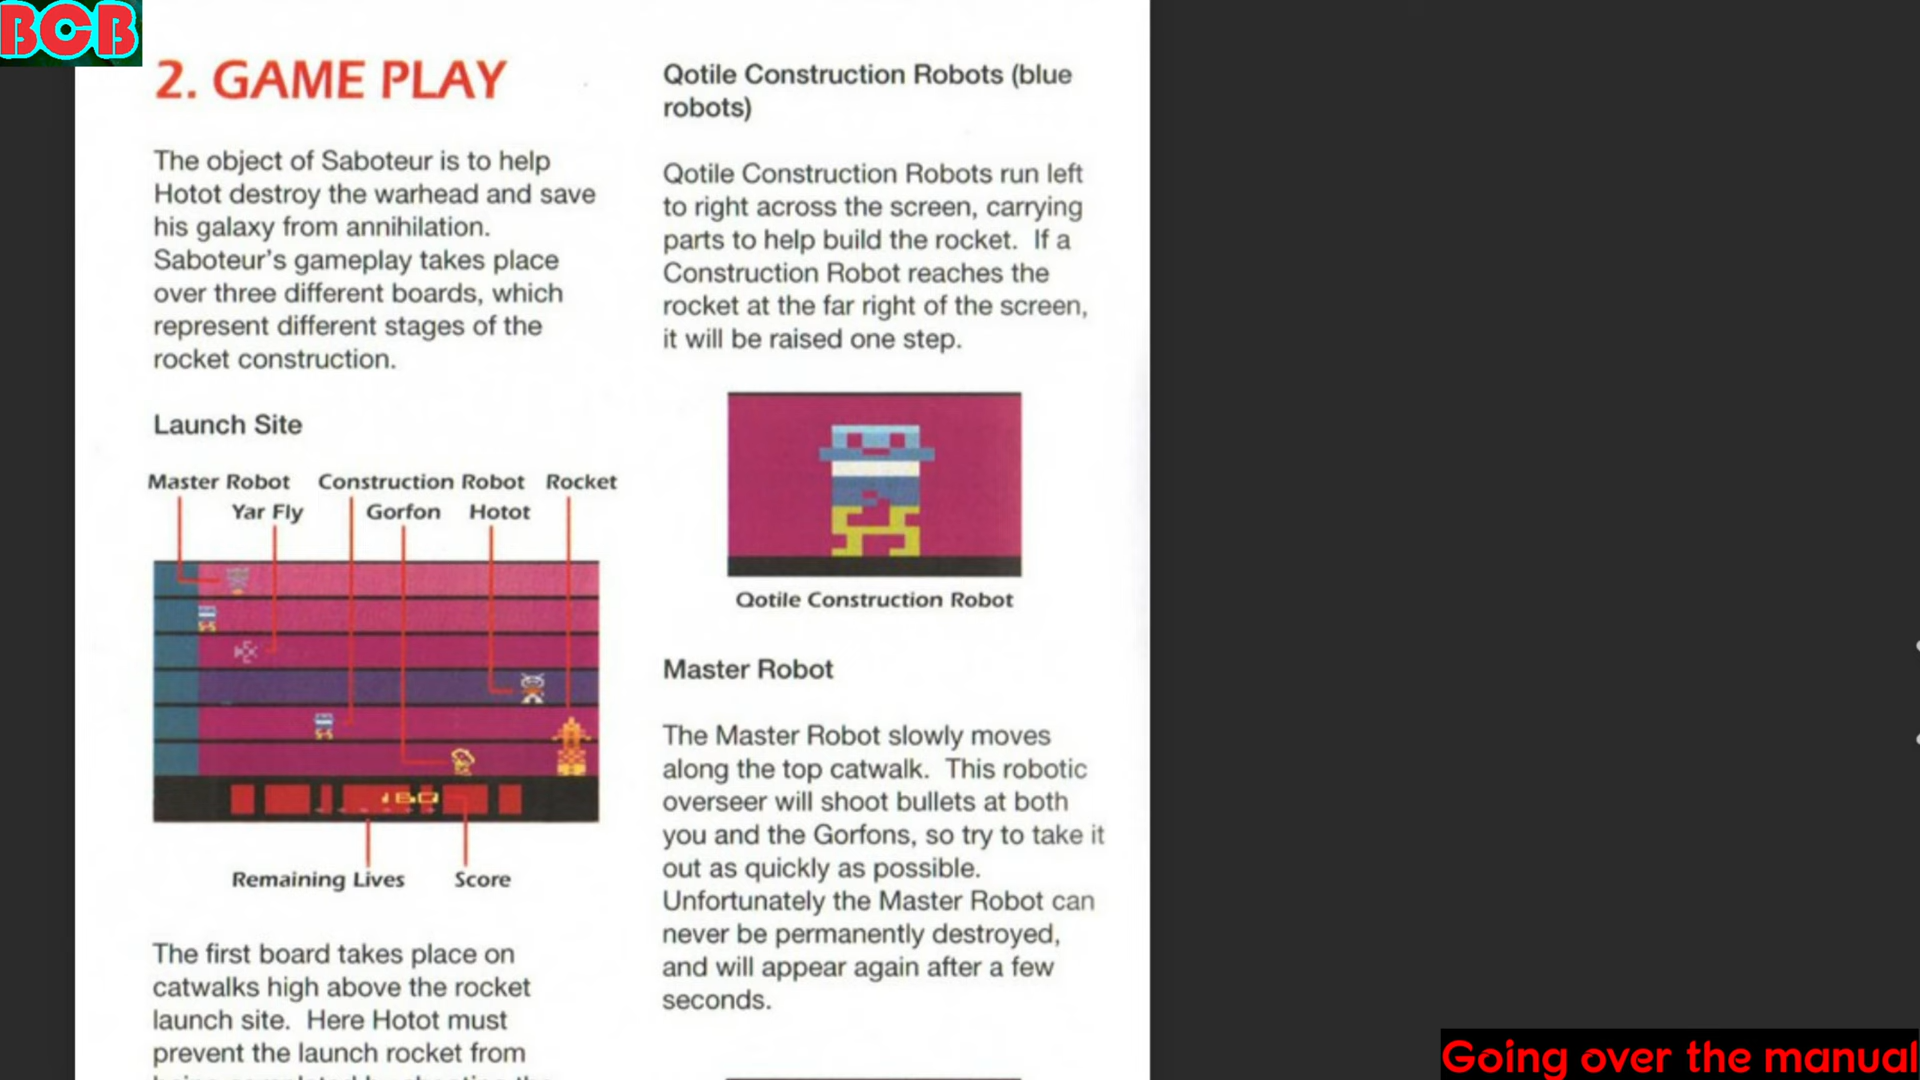 BCB
2. GAME PLAY
The object of Saboteur is to help
Hotot destroy the warhead and save
his galaxy from annihilation.
Saboteur's gameplay takes place
over three different boards, which
represent different stages of the
rocket construction.
Launch Site
Master Robot Construction Robot Rocket
Yar Fly Gorfon Hotot
160
Remaining Lives Score
The first board takes place on
catwalks high above the rocket
launch site. Here Hotot must
prevent the launch rocket from
Qotile Construction Robots (blue
robots)
Qotile Construction Robots run left
to right across the screen, carrying
parts to help build the rocket. If a
Construction Robot reaches the
rocket at the far right of the screen,
it will be raised one step.
Qotile Construction Robot
Master Robot
The Master Robot slowly moves
along the top catwalk. This robotic
overseer will shoot bullets at both
you and the Gorfons, so try to take it
out as quickly as possible.
Unfortunately the Master Robot can
never be permanently destroyed,
and will appear again after a few
seconds.
Going over the manual